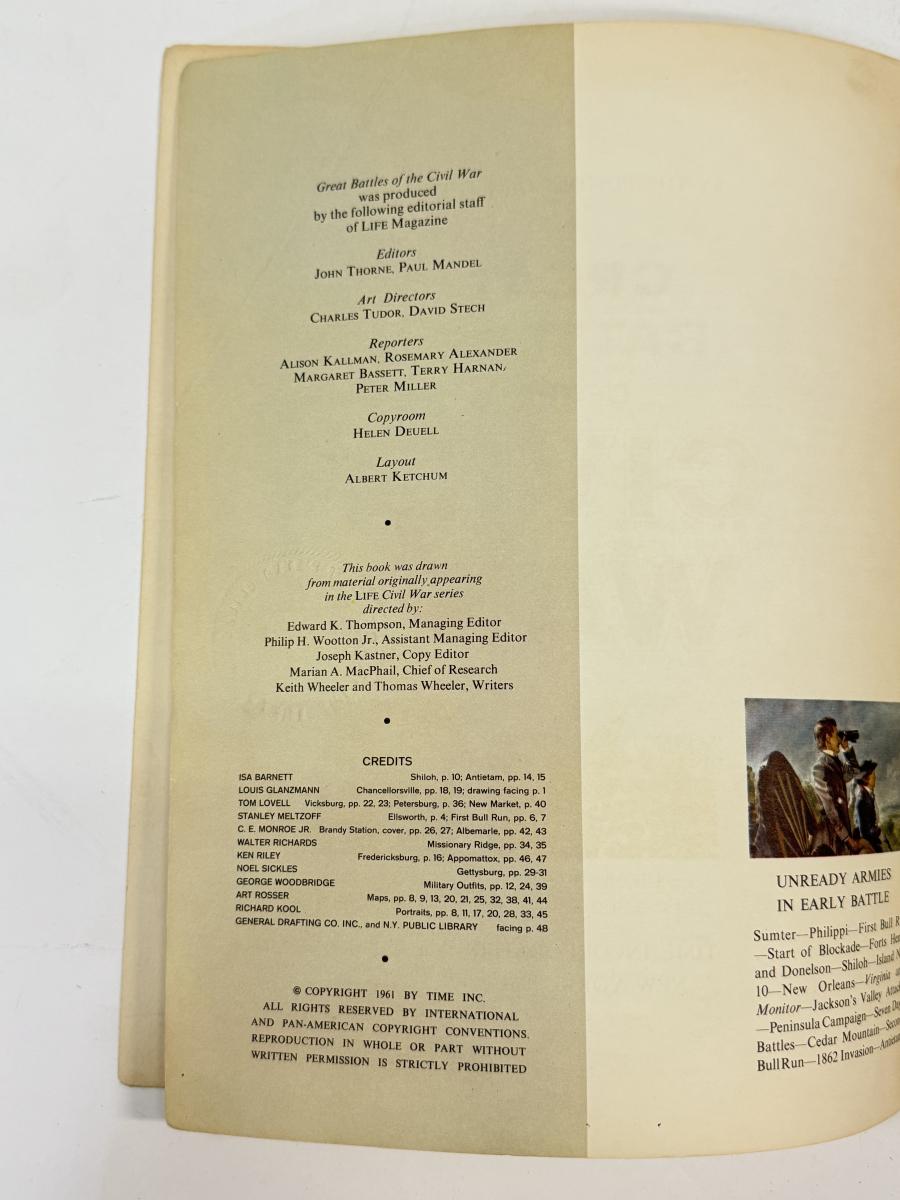 Great Battles of the Civil War
was produced
by the following editorial staff
of LIFE Magazine
Editors
JOHN THORNE, PAUL MANDEL
Art Directors
CHARLES TUDOR, DAVID STECH
Reporters
ALISON KALLMAN, ROSEMARY ALEXANDER
MARGARET BASSETT, TERRY HARNAN,
PETER MILLER
Copyroom
HELEN DEUELL
Layout
ALBERT KETCHUM
•
This book was drawn
from material originally appearing
in the LIFE Civil War series
directed by:
Edward K. Thompson, Managing Editor
Philip H. Wootton Jr., Assistant Managing Editor
Joseph Kastner, Copy Editor
Marian A. MacPhail, Chief of Research
Keith Wheeler and Thomas Wheeler, Writers
•
CREDITS
ISA BARNETT Shiloh, p. 10; Antietam, pp. 14, 15
LOUIS GLANZMANN Chancellorsville, pp. 18, 19; drawing facing p. 1
TOM LOVELL Vicksburg, pp. 22, 23; Petersburg, p. 36; New Market, p. 40
STANLEY MELTZOFF Ellsworth, p. 4; First Bull Run, pp. 6, 7
C. E. MONROE JR. Brandy Station, cover, pp. 26, 27; Albemarle, pp. 42, 43
WALTER RICHARDS Missionary Ridge, pp. 34, 35
KEN RILEY Fredericksburg, p. 16; Appomattox, pp. 46, 47
NOEL SICKLES Gettysburg, pp. 29-31
GEORGE WOODBRIDGE Military Outfits, pp. 12, 24, 39
ART ROSSER Maps, pp. 8, 9, 13, 20, 21, 25, 32, 38, 41, 44
RICHARD KOOL Portraits, pp. 8, 11, 17, 20, 28, 33, 45
GENERAL DRAFTING CO. INC., and N.Y. PUBLIC LIBRARY facing p. 48
•
© COPYRIGHT 1961 BY TIME INC.
ALL RIGHTS RESERVED BY INTERNATIONAL
AND PAN-AMERICAN COPYRIGHT CONVENTIONS.
REPRODUCTION IN WHOLE OR PART WITHOUT
WRITTEN PERMISSION IS STRICTLY PROHIBITED
UNREADY ARMIES
IN EARLY BATTLE
Sumter—Philippi—First Bull R
—Start of Blockade—Forts
and Donelson—Shiloh—Island
10—New Orleans—Virginia
Monitor—Jackson's Valley
—Peninsula Campaign—Seven
Battles—Cedar Mountain—
Bull Run—1862 Invasion—